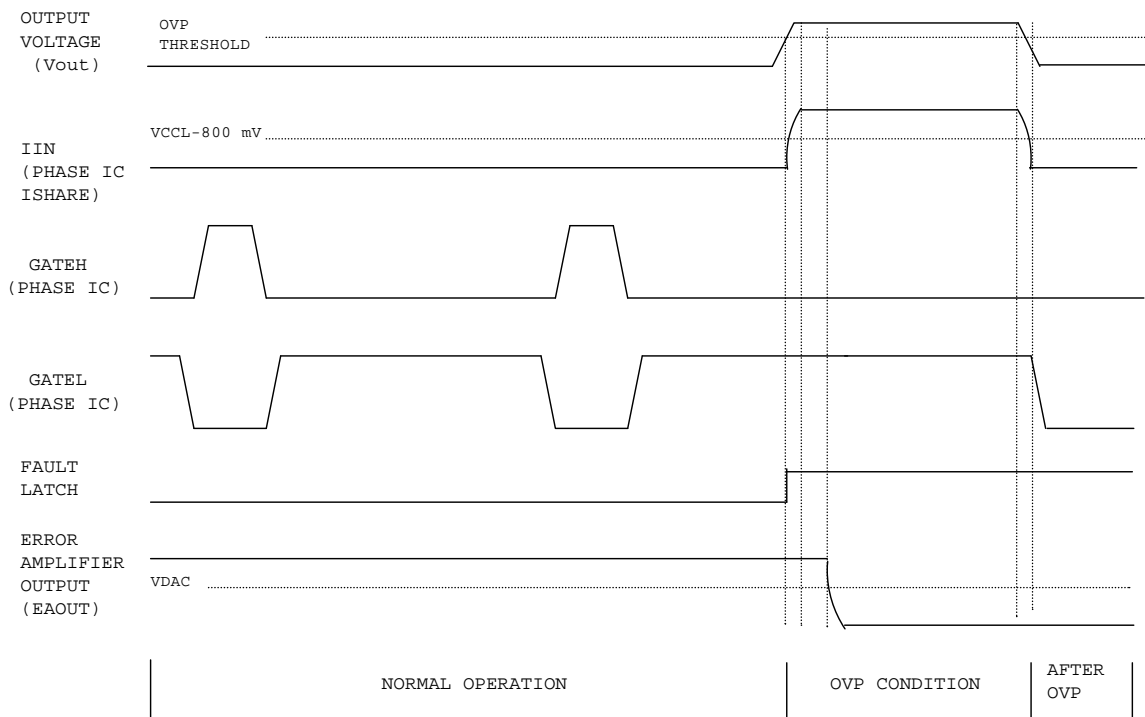 OUTPUT
VOLTAGE
(Vout)
OVP
THRESHOLD
VCCL-800 mV
IIN
(PHASE IC
ISHARE)
GATEH
(PHASE IC)
GATEL
(PHASE IC)
FAULT
LATCH
ERROR
AMPLIFIER
OUTPUT
(EAOUT)
VDAC
NORMAL OPERATION
OVP CONDITION
AFTER
OVP